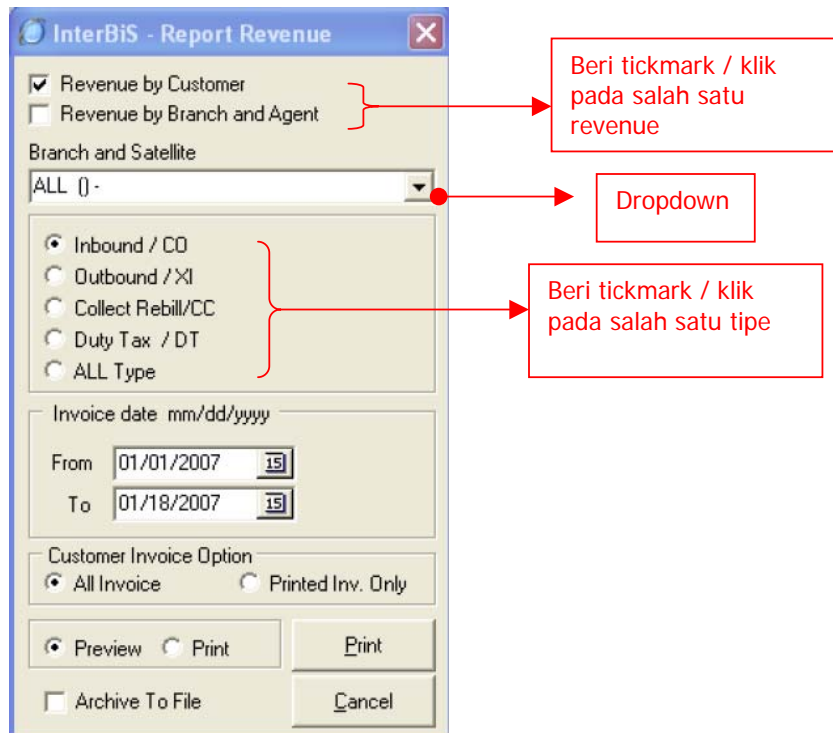 InterBiS - Report Revenue
Revenue by Customer
Revenue by Branch and Agent
Beri tickmark / klik
pada salah satu
revenue
Branch and Satellite
ALL () -
Dropdown
Inbound / CO
Outbound / XI
Collect Rebill/CC
Duty Tax / DT
ALL Type
Beri tickmark / klik
pada salah satu tipe
Invoice date mm/dd/yyyy
From 01/01/2007 15
To 01/18/2007 15
Customer Invoice Option
All Invoice Printed Inv. Only
Preview Print Print
Archive To File Cancel